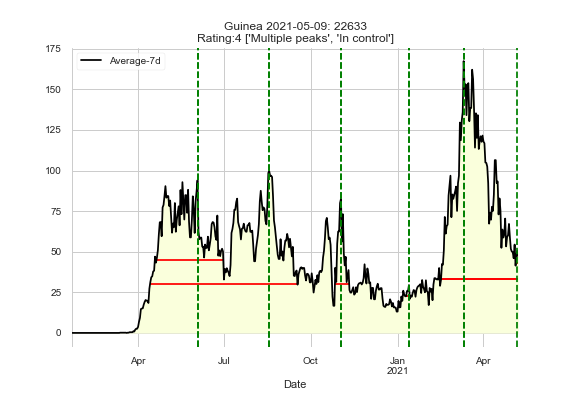 Guinea 2021-05-09: 22633
Rating:4 ['Multiple peaks', 'In control']
175
150
125
100
75
50
25
0
Average-7d
Apr
Jul
Oct
Jan
2021
Apr
Date